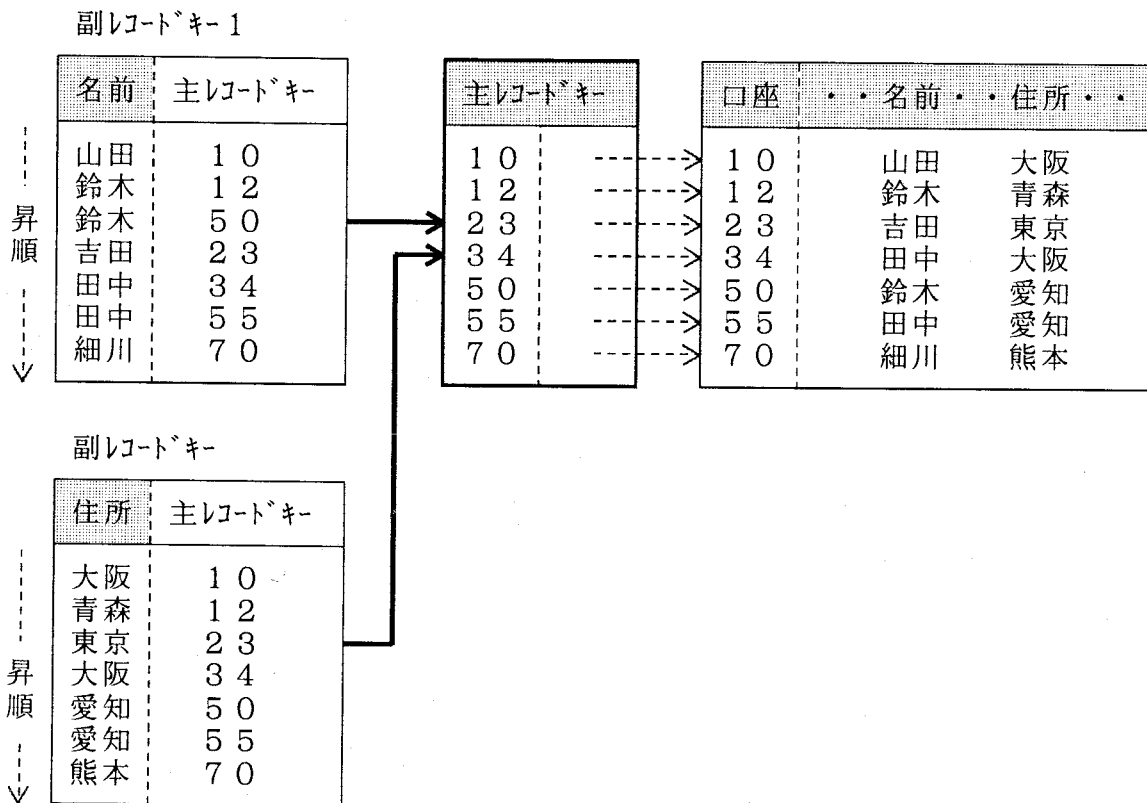 副レコードキー1
名前 主レコードキー
山田 10
鈴木 12
鈴木 50
吉田 23
田中 34
田中 55
細川 70
昇順
主レコードキー
10
12
23
34
50
55
70
口座 ・・名前・・住所・・
10 山田 大阪
12 鈴木 青森
23 吉田 東京
34 田中 大阪
50 鈴木 愛知
55 田中 愛知
70 細川 熊本
副レコードキー
住所 主レコードキー
大阪 10
青森 12
東京 23
大阪 34
愛知 50
愛知 55
熊本 70
昇順